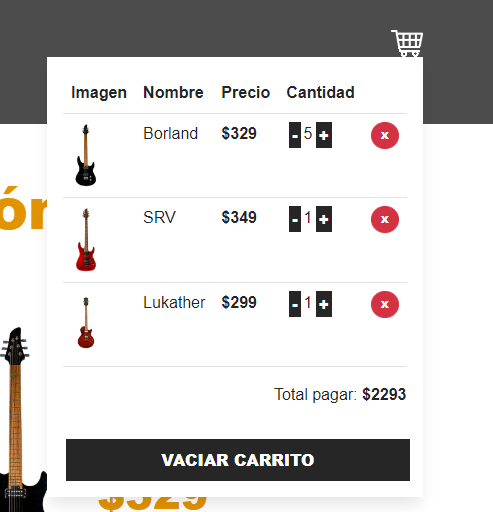 Imagen Nombre Precio Cantidad
Borland $329 - 5 + x
SRV $349 - 1 + x
Lukather $299 - 1 + x
Total pagar: $2293
VACIAR CARRITO
ón
$329